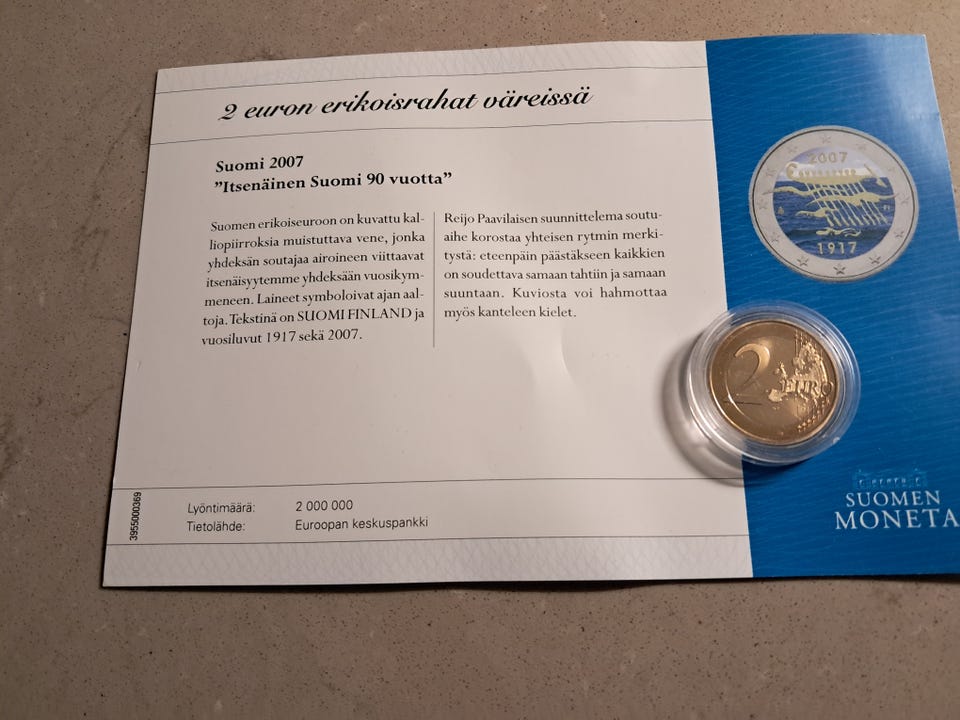 2 euron erikoisrahat väreissä
Suomi 2007
”Itsenäinen Suomi 90 vuotta”
Suomen erikoiseuroon on kuvattu kal-
liopiirroksia muistuttava vene, jonka
yhdeksän soutajaa airoineen viittaavat
itsenäisyytemme yhdeksään vuosikym-
meneen. Laineet symboloivat ajan aal-
toja. Tekstinä on SUOMI FINLAND ja
vuosiluvut 1917 sekä 2007.
Reijo Paavilaisen suunnittelema soutu-
aihe korostaa yhteisen rytmin merki-
tystä: eteenpäin päästäkseen kaikkien
on soudettava samaan tahtiin ja samaan
suuntaan. Kuviosta voi hahmottaa
myös kanteleen kielet.
Lyöntimäärä: 2 000 000
Tietolähde: Euroopan keskuspankki
3955000369
2007
1917
2 EURO
SUOMEN
MONETA